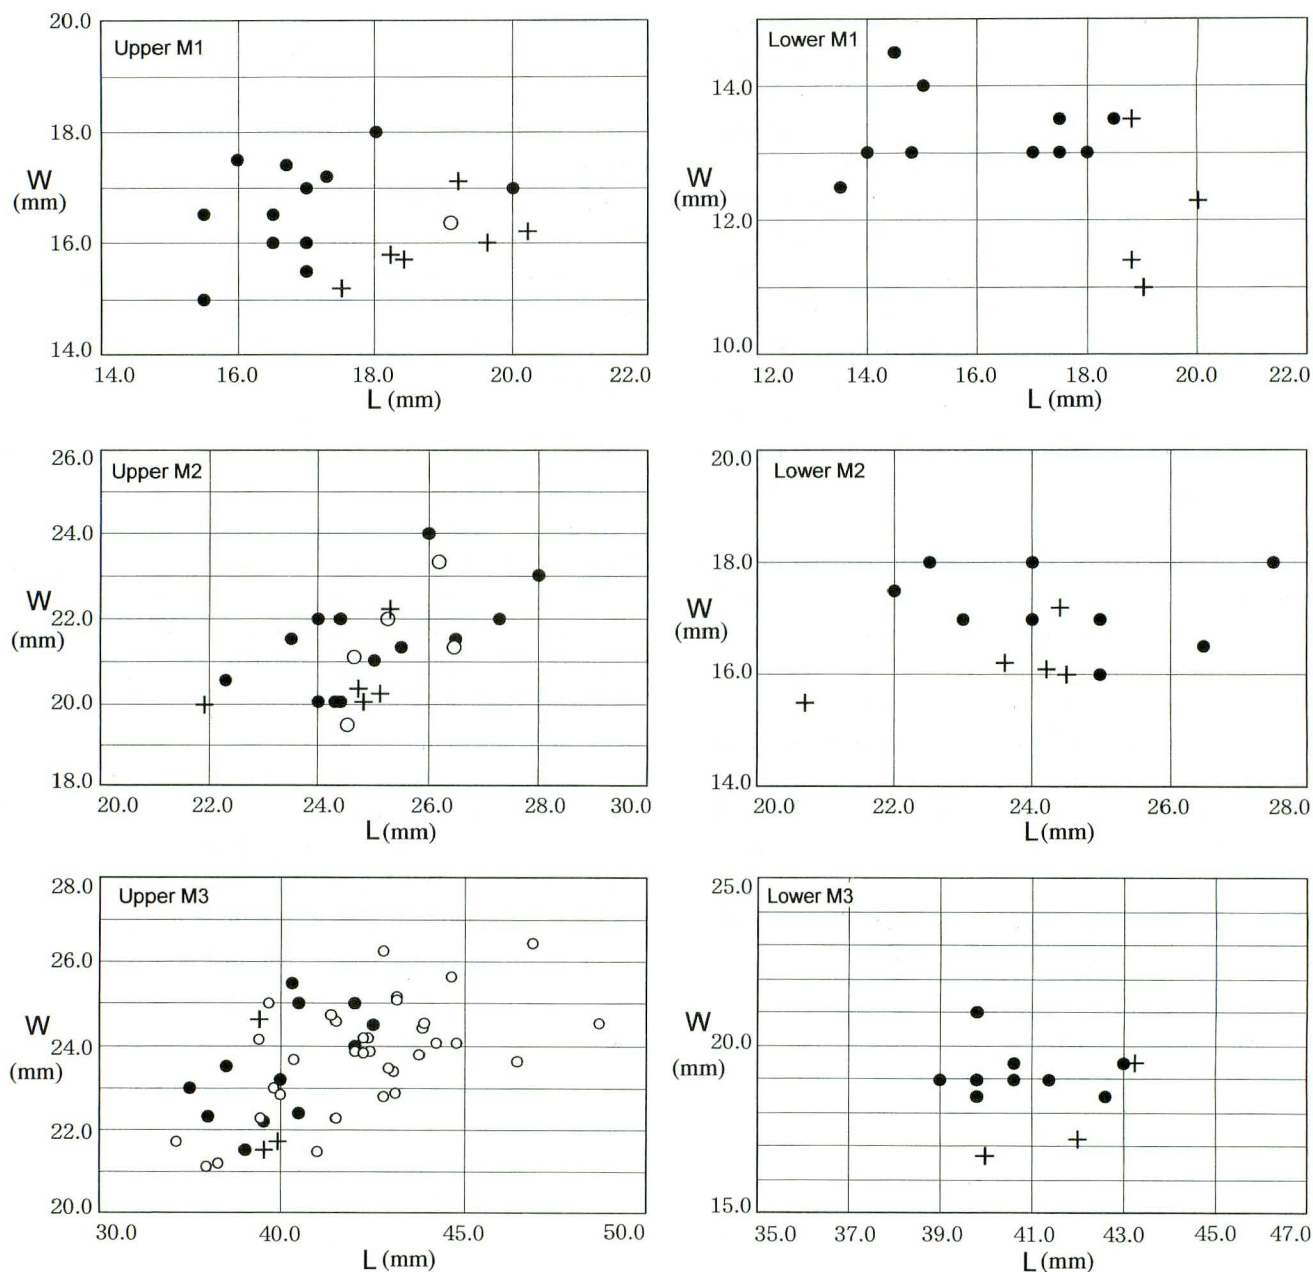 Upper M1
20.0
18.0
W
(mm)
16.0
14.0
14.0 16.0 18.0 20.0 22.0
L (mm)
Lower M1
14.0
W
(mm)
12.0
10.0
12.0 14.0 16.0 18.0 20.0 22.0
L (mm)
Upper M2
26.0
24.0
W
22.0
(mm)
20.0
18.0
20.0 22.0 24.0 26.0 28.0 30.0
L (mm)
Lower M2
20.0
18.0
W
(mm)
16.0
14.0
20.0 22.0 24.0 26.0 28.0
L (mm)
Upper M3
28.0
26.0
W
24.0
(mm)
22.0
20.0
30.0 40.0 45.0 50.0
L (mm)
Lower M3
25.0
W
20.0
(mm)
15.0
35.0 37.0 39.0 41.0 43.0 45.0 47.0
L (mm)